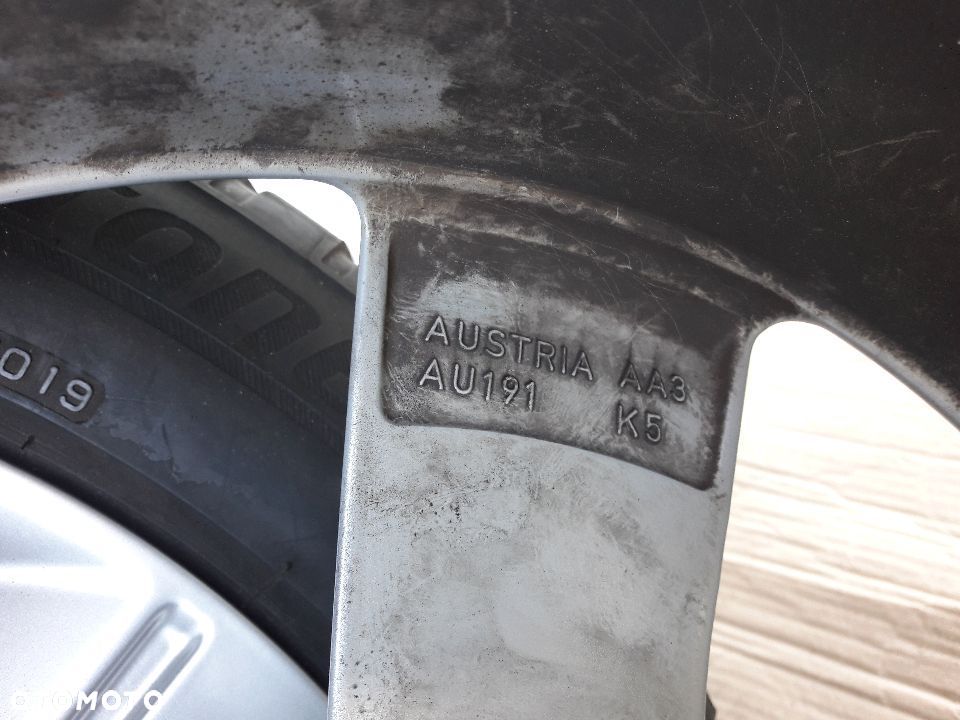 AUSTRIA AA3
AU191 K5
019
OTOMOTO